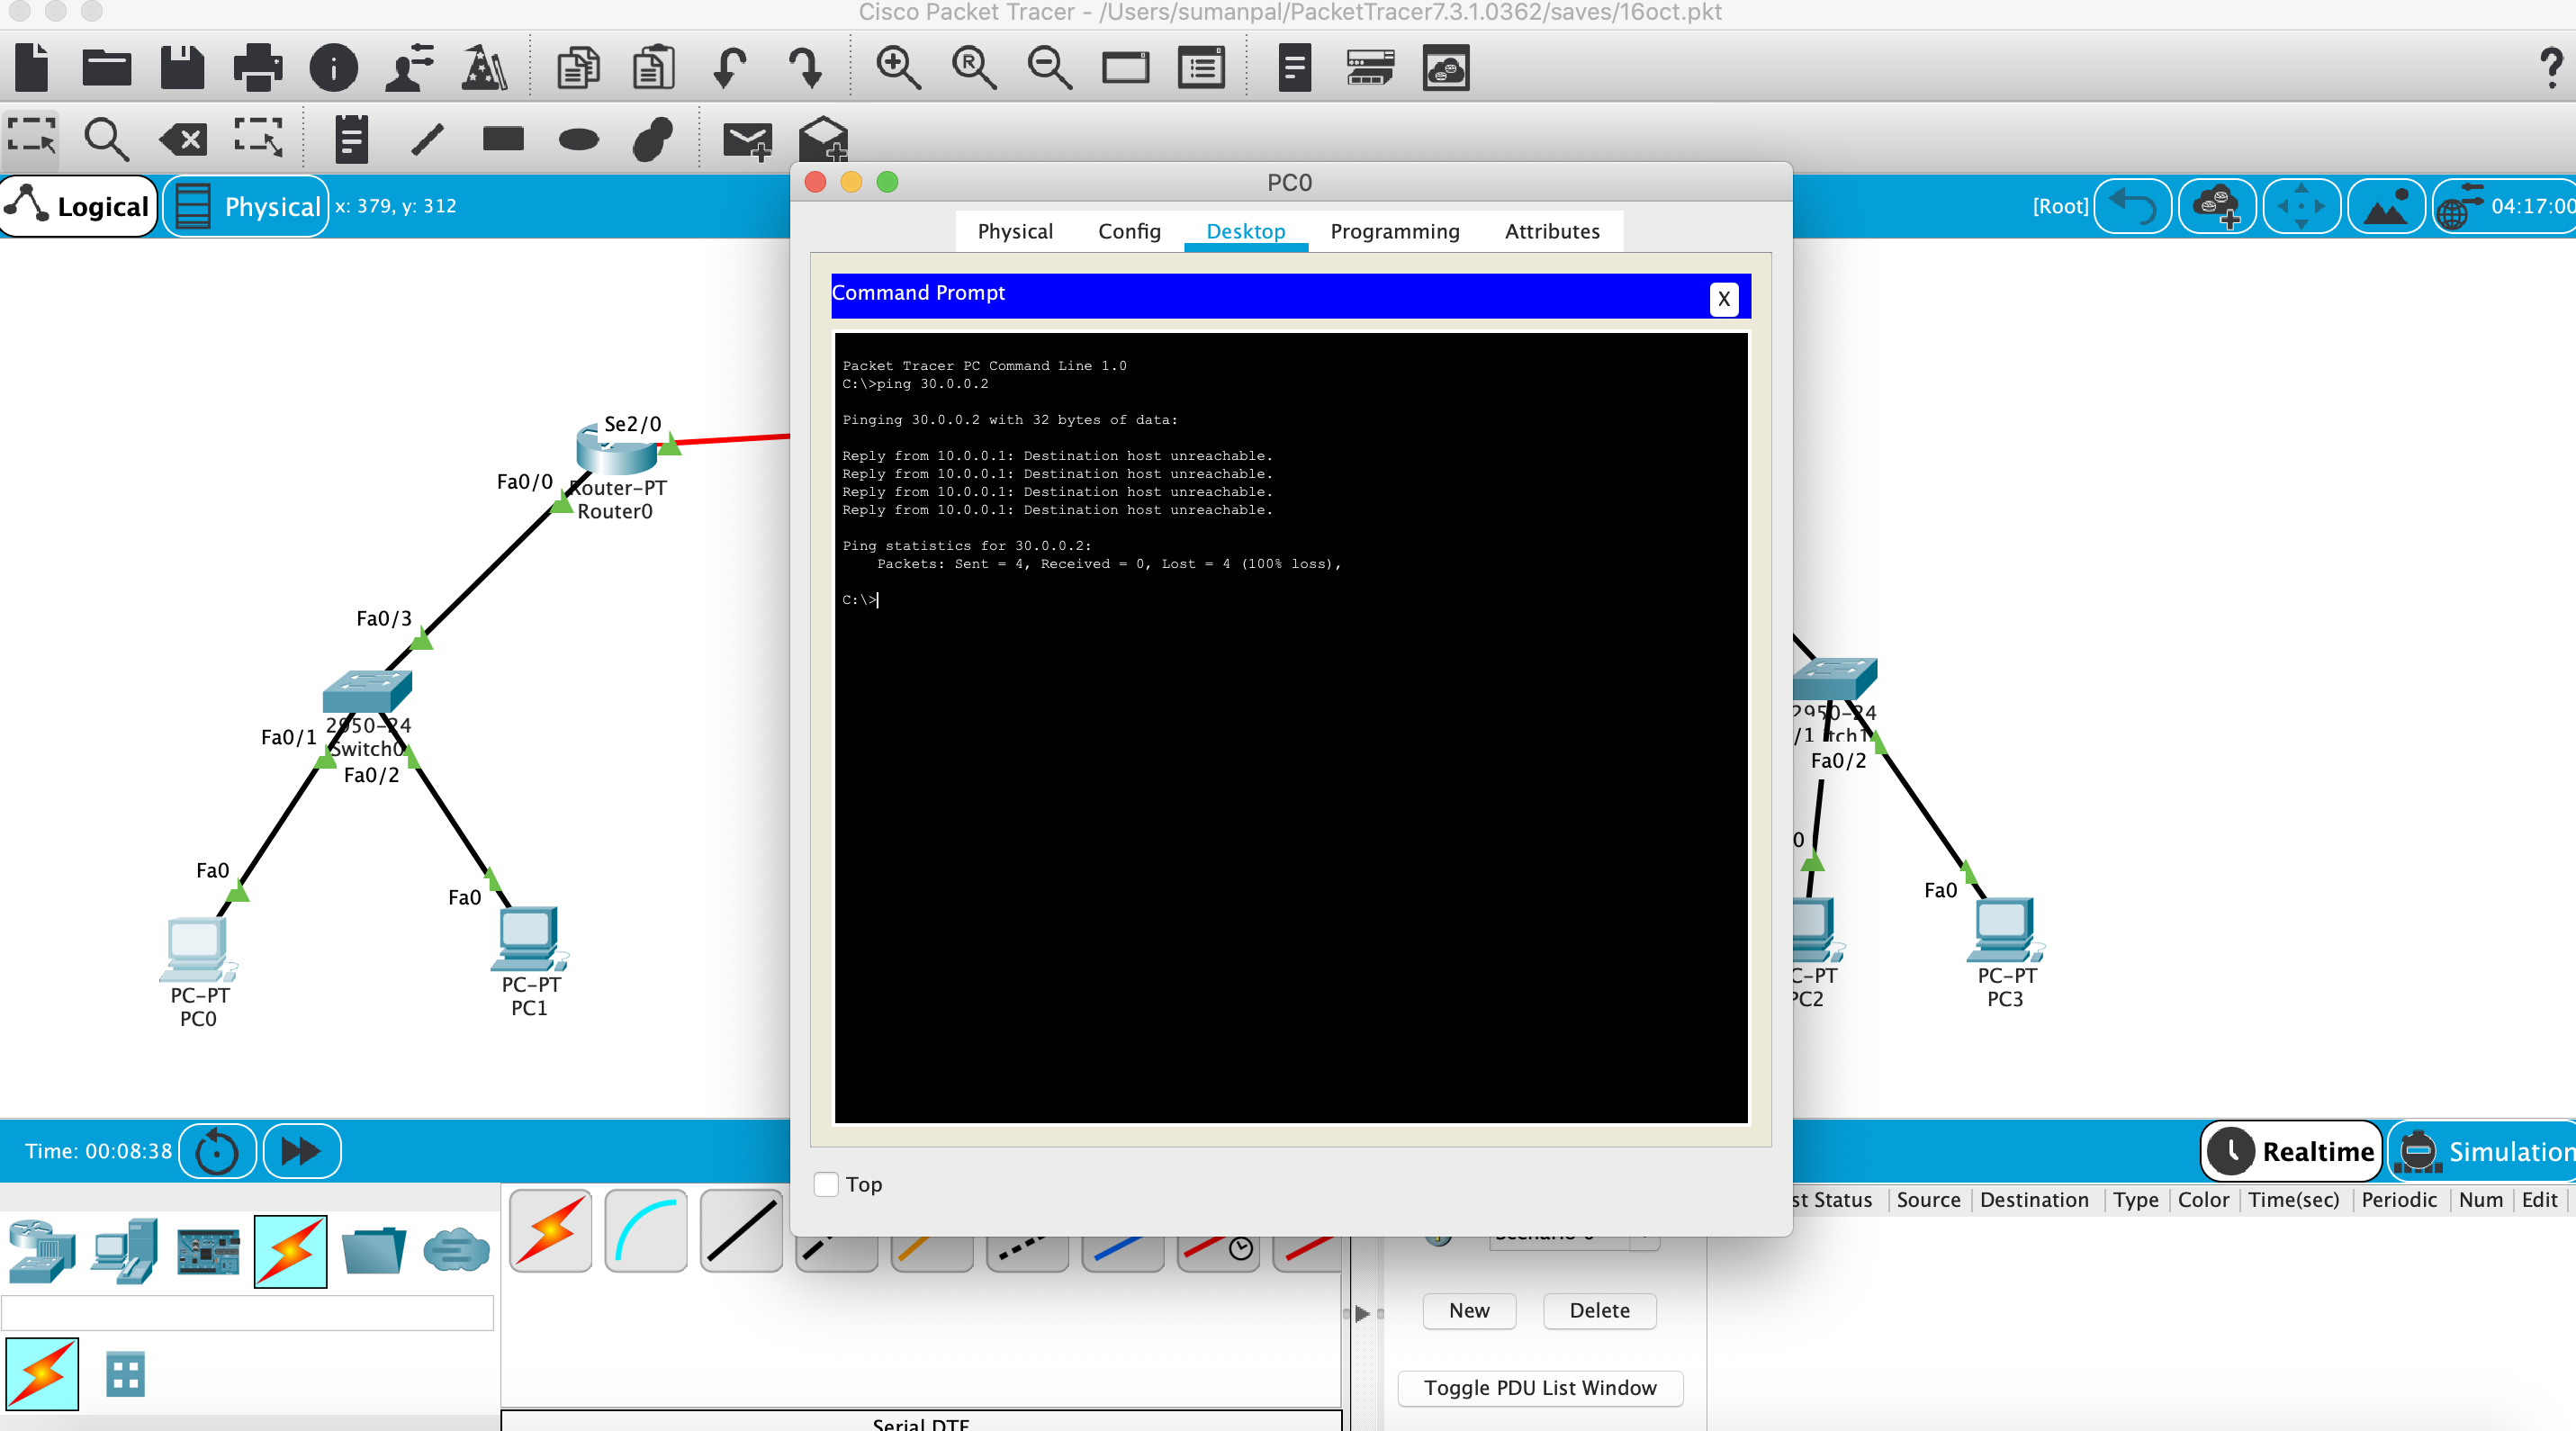 Cisco Packet Tracer - /Users/sumanpal/PacketTracer7.3.1.0362/saves/16oct.pkt
Logical
Physical
x: 379, y: 312
[Root]
04:17:00
PC0
Physical
Config
Desktop
Programming
Attributes
Command Prompt
X
Packet Tracer PC Command Line 1.0
C:\>ping 30.0.0.2
Pinging 30.0.0.2 with 32 bytes of data:
Reply from 10.0.0.1: Destination host unreachable.
Reply from 10.0.0.1: Destination host unreachable.
Reply from 10.0.0.1: Destination host unreachable.
Reply from 10.0.0.1: Destination host unreachable.
Ping statistics for 30.0.0.2:
Packets: Sent = 4, Received = 0, Lost = 4 (100% loss),
C:\>
Top
Se2/0
Fa0/0
Router-PT
Router0
Fa0/3
2950-24
Switch0
Fa0/1
Fa0/2
Fa0
Fa0
PC-PT
PC0
PC-PT
PC1
2950-24
/1
tch1
Fa0/2
0
Fa0
C-PT
PC2
PC-PT
PC3
Time: 00:08:38
Realtime
Simulation
st Status
Source
Destination
Type
Color
Time(sec)
Periodic
Num
Edit
New
Delete
Toggle PDU List Window
Serial DTE